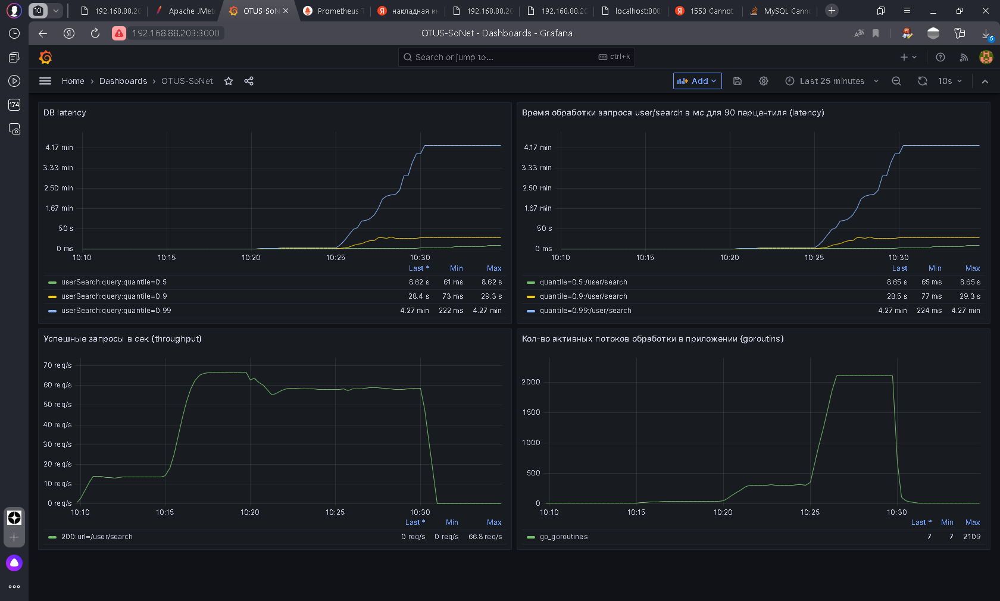 10
192.168.88.20
Apache JMete
OTUS-SoN
Prometheus T
накладная ин
192.168.88.20
192.168.88.20
localhost:808
1553 Cannot
MySQL Canno
192.168.88.203:3000
OTUS-SoNet - Dashboards - Grafana
6
174
Search or jump to...
ctrl+k
Home › Dashboards › OTUS-SoNet
Add
Last 25 minutes
10s
DB latency
4.17 min
3.33 min
2.50 min
1.67 min
50 s
0 ms
10:10 10:15 10:20 10:25 10:30
Last * Min Max
userSearch:query:quantile=0.5 8.62 s 61 ms 8.62 s
userSearch:query:quantile=0.9 28.4 s 73 ms 29.3 s
userSearch:query:quantile=0.99 4.27 min 222 ms 4.27 min
Время обработки запроса user/search в мс для 90 перцентиля (latency)
4.17 min
3.33 min
2.50 min
1.67 min
50 s
0 ms
10:10 10:15 10:20 10:25 10:30
Last Min Max
quantile=0.5:/user/search 8.65 s 65 ms 8.65 s
quantile=0.9:/user/search 28.5 s 77 ms 29.3 s
quantile=0.99:/user/search 4.27 min 224 ms 4.27 min
Успешные запросы в сек (throughput)
70 req/s
60 req/s
50 req/s
40 req/s
30 req/s
20 req/s
10 req/s
0 req/s
10:10 10:15 10:20 10:25 10:30
Last * Min Max
200:url=/user/search 0 req/s 0 req/s 66.8 req/s
Кол-во активных потоков обработки в приложении (goroutins)
2000
1500
1000
500
0
10:10 10:15 10:20 10:25 10:30
Last * Min Max
go_goroutines 7 7 2109